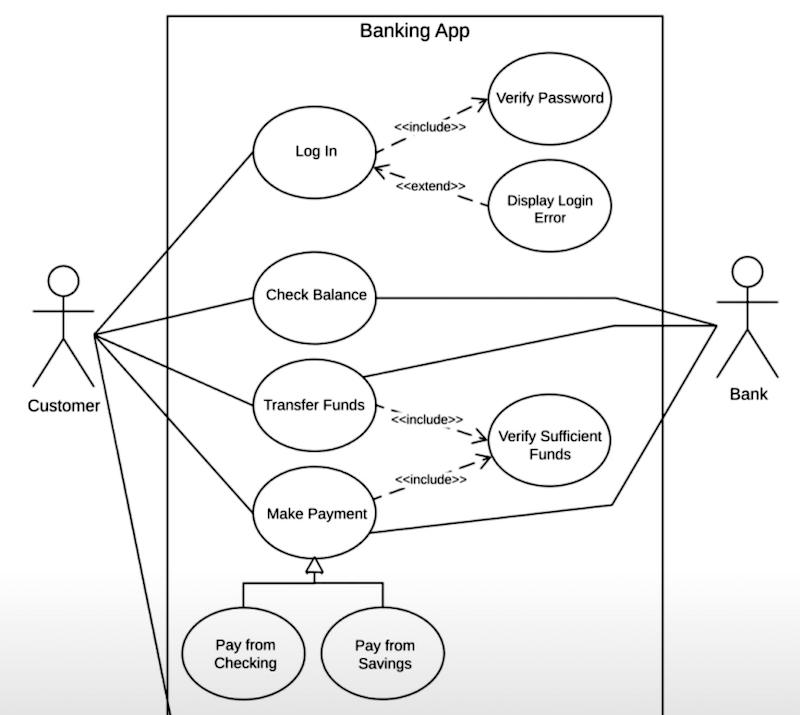 Banking App
Verify Password
<<include>>
Log In
<<extend>>
Display Login
Error
Check Balance
Customer
Bank
Transfer Funds
<<include>>
Verify Sufficient
Funds
<<include>>
Make Payment
Pay from
Checking
Pay from
Savings